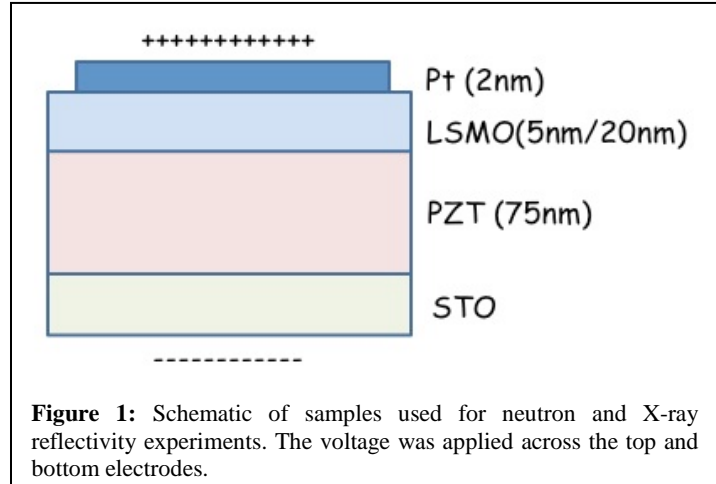 ++++++++++++
Pt (2nm)
LSMO(5nm/20nm)
PZT (75nm)
STO
------------
Figure 1: Schematic of samples used for neutron and X-ray
reflectivity experiments. The voltage was applied across the top and
bottom electrodes.